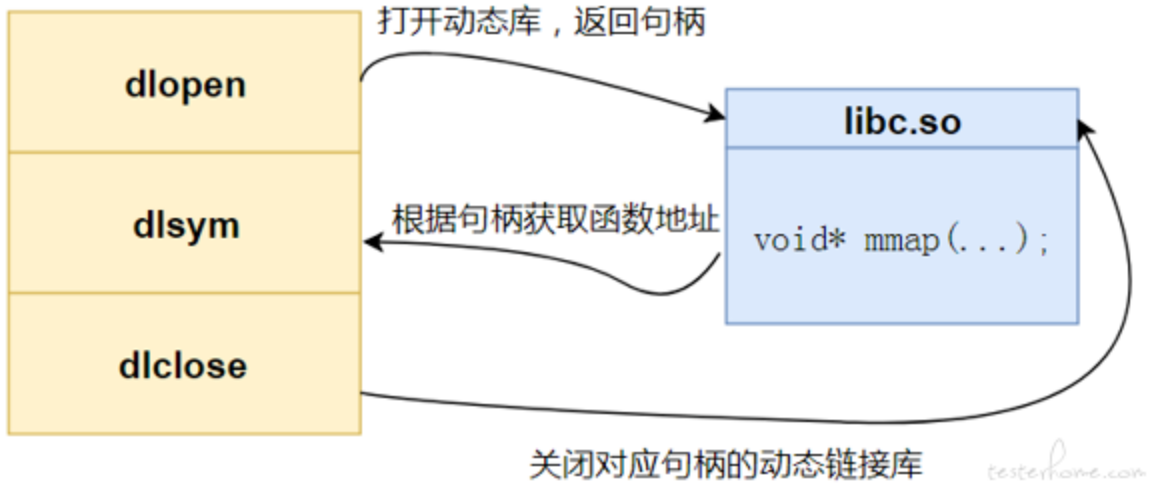 打开动态库，返回句柄
dlopen
libc.so
根据句柄获取函数地址
dlsym
void* mmap(...);
dlclose
关闭对应句柄的动态链接库
testerhome.com